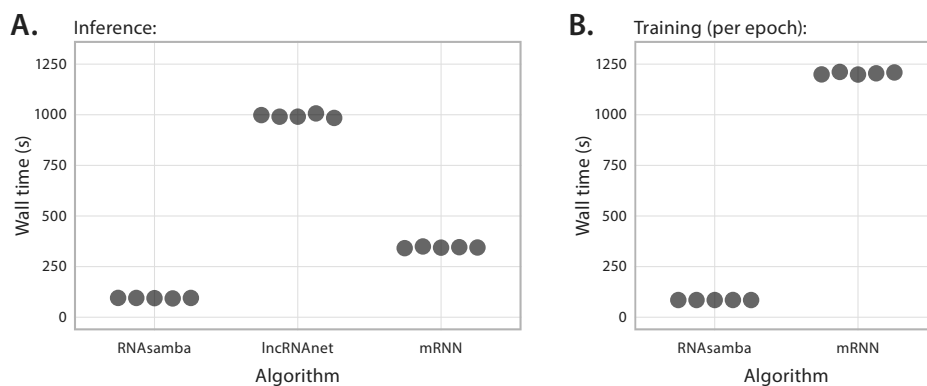 A. Inference:
1250
1000
750
500
250
0
Wall time (s)
RNAsamba lncRNAnet mRNN
Algorithm
B. Training (per epoch):
1250
1000
750
500
250
0
Wall time (s)
RNAsamba mRNN
Algorithm